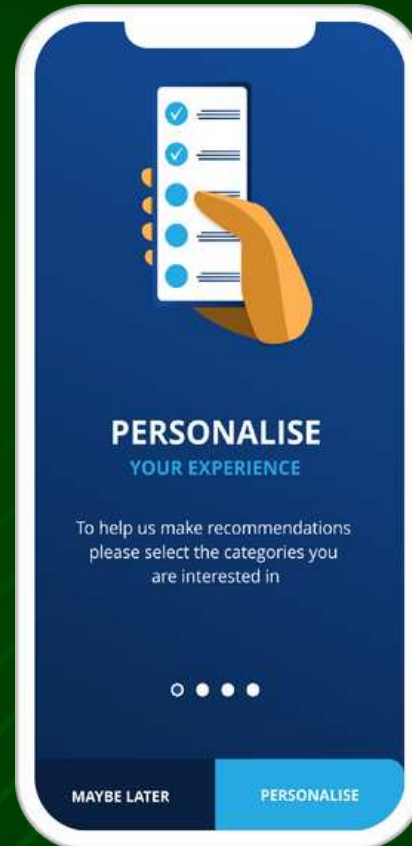 PERSONALISE
YOUR EXPERIENCE
To help us make recommendations
please select the categories you
are interested in
MAYBE LATER
PERSONALISE